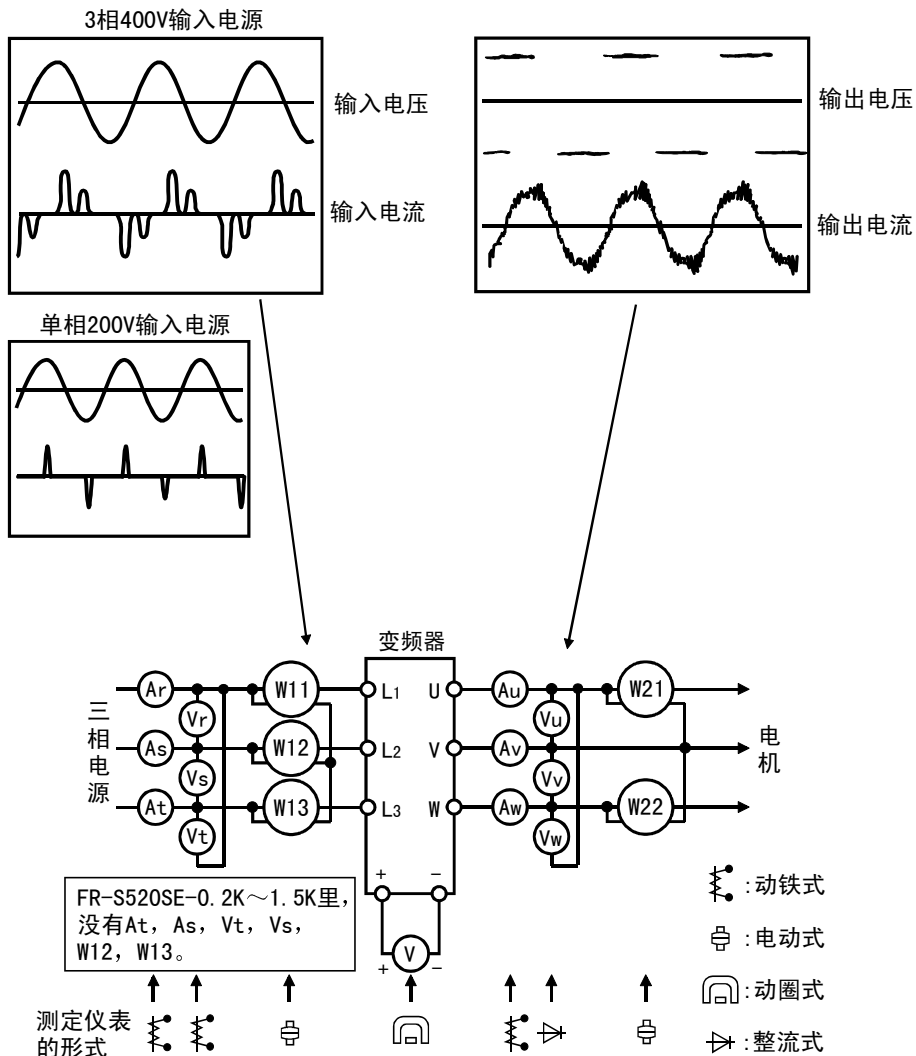 3相400V输入电源
输入电压
输入电流
输出电压
输出电流
单相200V输入电源
变频器
三相电源
Ar
As
At
Vr
Vs
Vt
W11
W12
W13
L1
L2
L3
U
V
W
Au
Av
Aw
Vu
Vv
Vw
W21
W22
电机
+ −
V
+ −
FR-S520SE-0.2K～1.5K里，
没有At，As，Vt，Vs，
W12，W13。
测定仪表
的形式
:动铁式
:电动式
:动圈式
:整流式